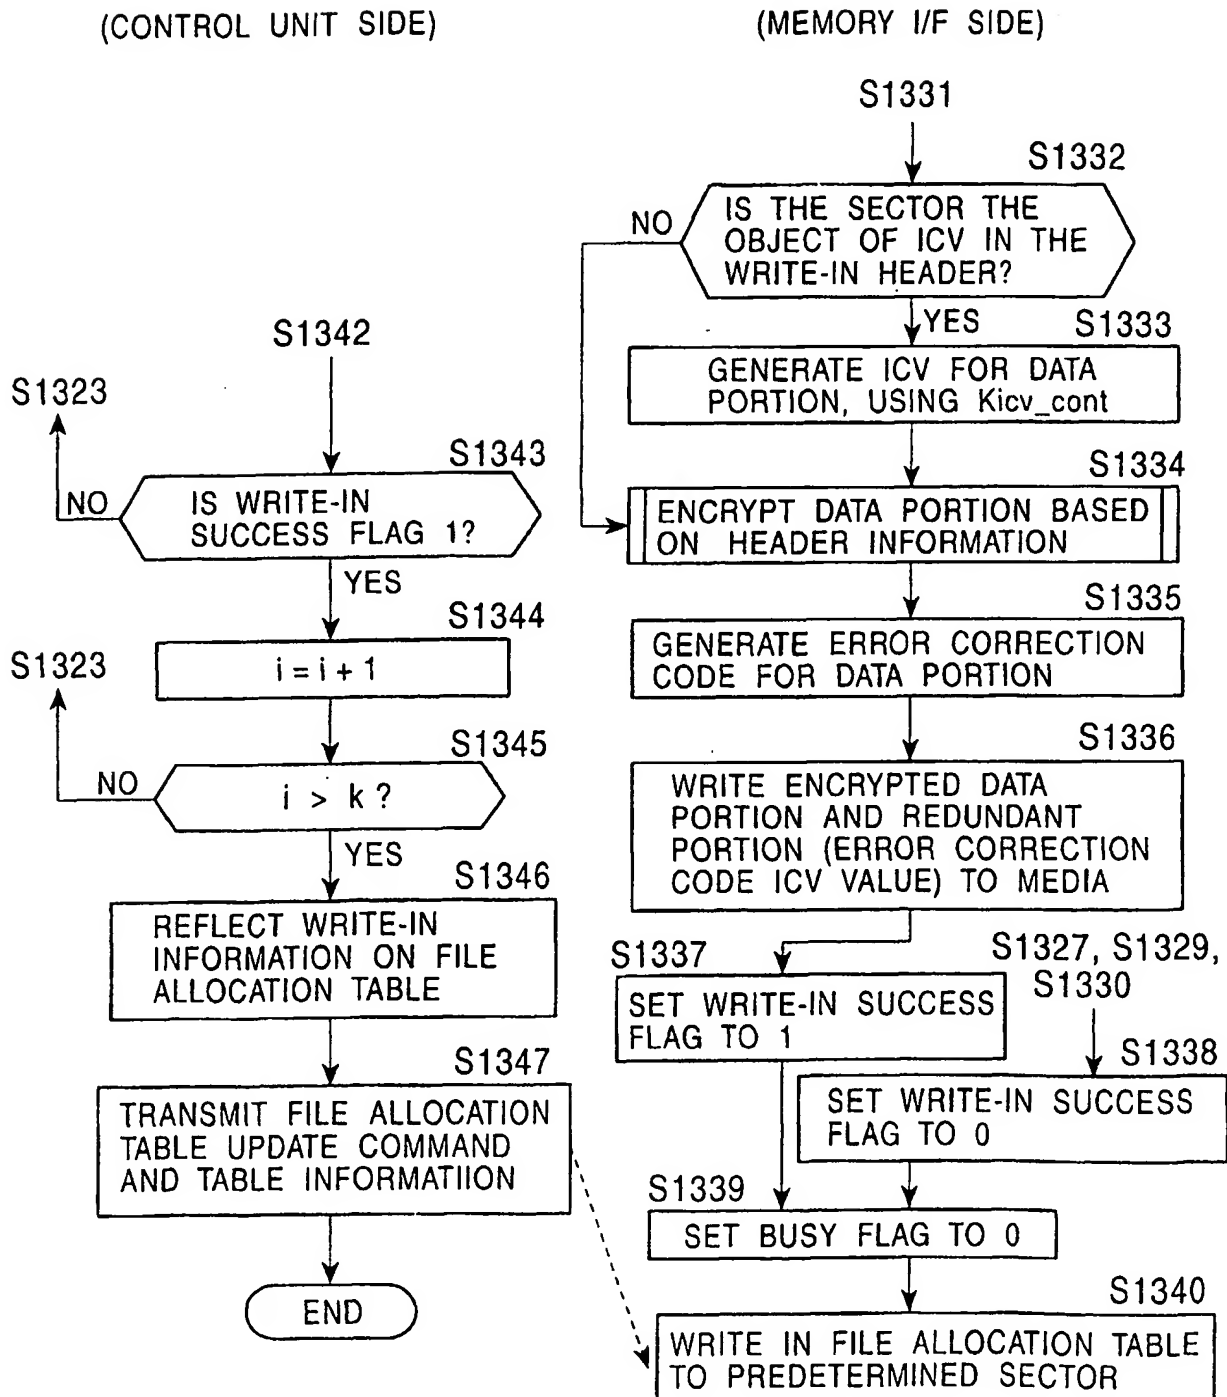 (CONTROL UNIT SIDE)
(MEMORY I/F SIDE)
S1331
S1332
IS THE SECTOR THE
OBJECT OF ICV IN THE
WRITE-IN HEADER?
NO
YES
S1333
GENERATE ICV FOR DATA
PORTION, USING Kicv_cont
S1334
ENCRYPT DATA PORTION BASED
ON HEADER INFORMATION
S1335
GENERATE ERROR CORRECTION
CODE FOR DATA PORTION
S1336
WRITE ENCRYPTED DATA
PORTION AND REDUNDANT
PORTION (ERROR CORRECTION
CODE ICV VALUE) TO MEDIA
S1337
SET WRITE-IN SUCCESS
FLAG TO 1
S1327, S1329,
S1330
S1338
SET WRITE-IN SUCCESS
FLAG TO 0
S1339
SET BUSY FLAG TO 0
S1340
WRITE IN FILE ALLOCATION TABLE
TO PREDETERMINED SECTOR
S1342
S1323
S1343
NO
IS WRITE-IN
SUCCESS FLAG 1?
YES
S1344
i = i + 1
S1323
S1345
NO
i > k ?
YES
S1346
REFLECT WRITE-IN
INFORMATION ON FILE
ALLOCATION TABLE
S1347
TRANSMIT FILE ALLOCATION
TABLE UPDATE COMMAND
AND TABLE INFORMATIION
END